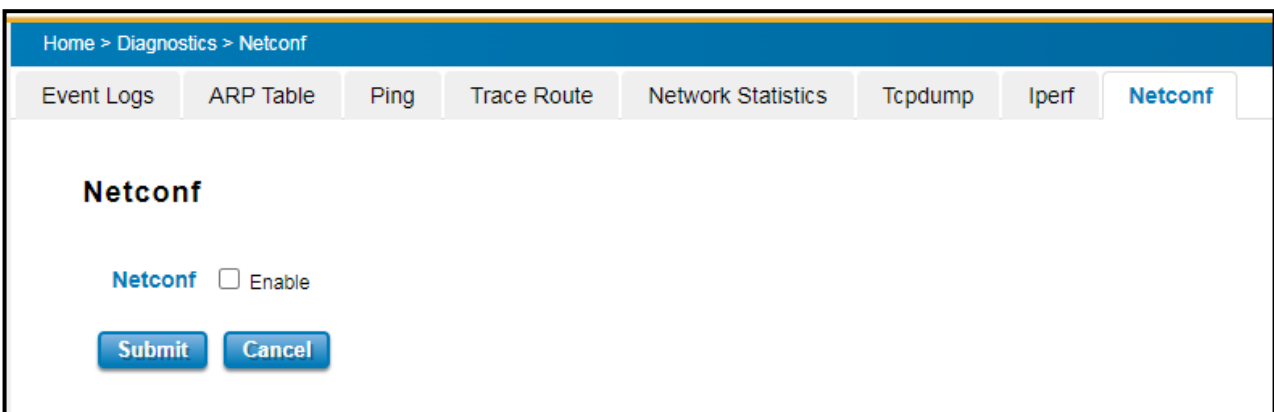 Home > Diagnostics > Netconf
Event Logs ARP Table Ping Trace Route Network Statistics Tcpdump Iperf Netconf
Netconf
Netconf Enable
Submit Cancel